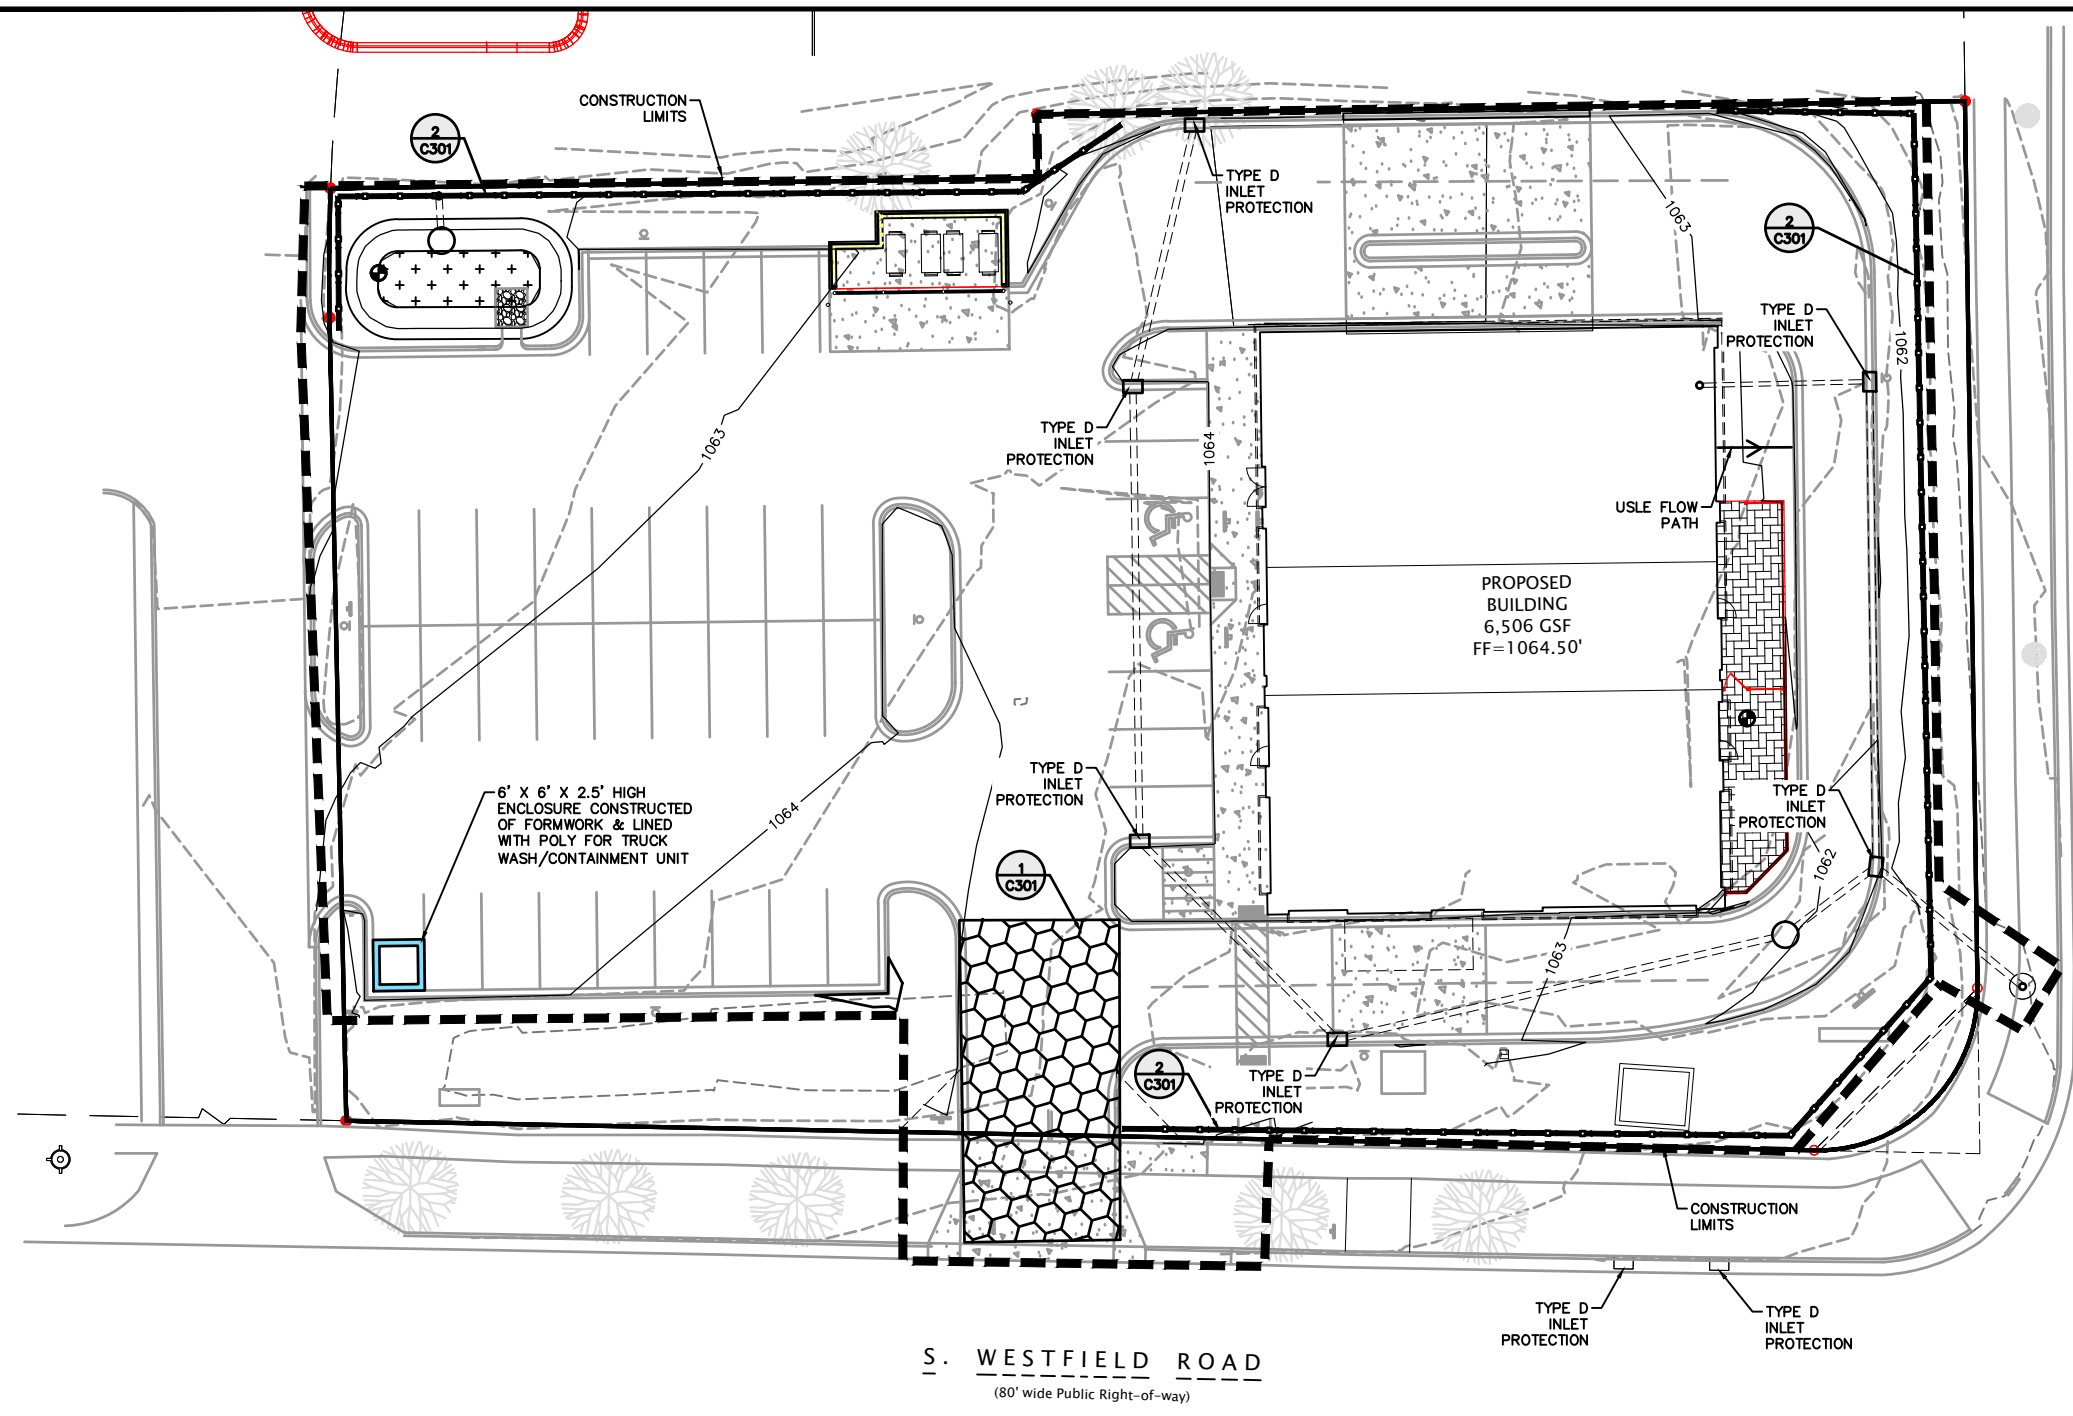 CONSTRUCTION
LIMITS
2
C301
TYPE D
INLET
PROTECTION
1063
2
C301
TYPE D
INLET
PROTECTION
1062
1063
TYPE D
INLET
PROTECTION
1064
USLE FLOW
PATH
PROPOSED
BUILDING
6,506 GSF
FF=1064.50'
6' X 6' X 2.5' HIGH
ENCLOSURE CONSTRUCTED
OF FORMWORK & LINED
WITH POLY FOR TRUCK
WASH/CONTAINMENT UNIT
1064
TYPE D
INLET
PROTECTION
TYPE D
INLET
PROTECTION
1
C301
1062
1063
2
C301
TYPE D
INLET
PROTECTION
CONSTRUCTION
LIMITS
TYPE D
INLET
PROTECTION
TYPE D
INLET
PROTECTION
S. WESTFIELD ROAD
(80' wide Public Right-of-way)